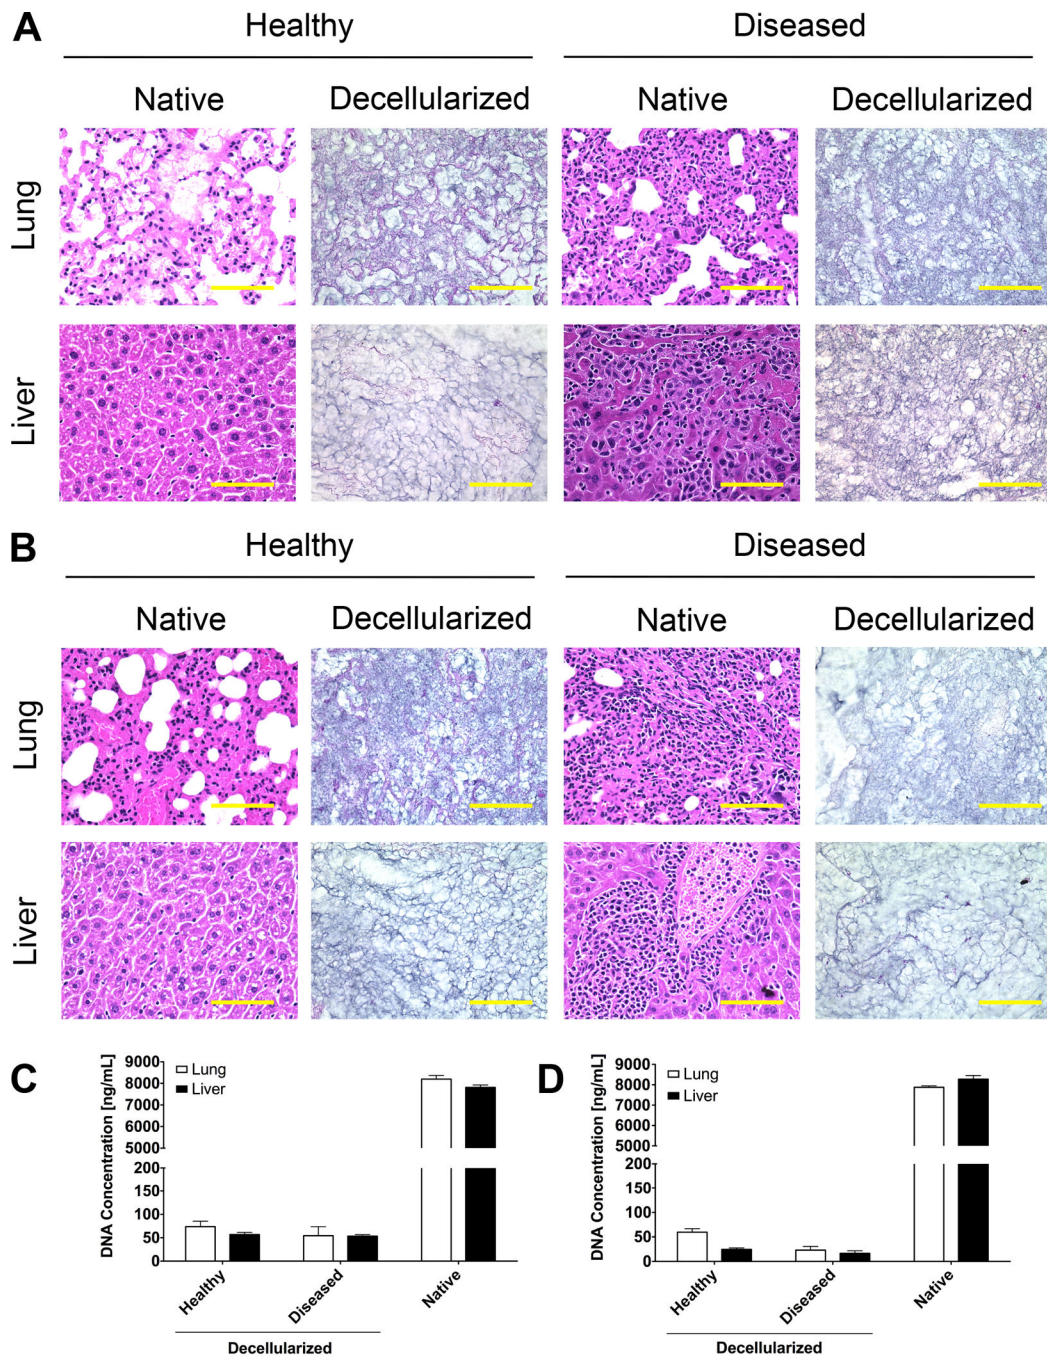 A
Healthy Diseased
Native Decellularized Native Decellularized
Lung
Liver
B
Healthy Diseased
Native Decellularized Native Decellularized
Lung
Liver
C
DNA Concentration [ng/mL]
9000
8000
7000
6000
5000
200
150
100
50
0
Lung
Liver
Healthy
Diseased
Native
Decellularized
D
DNA Concentration [ng/mL]
9000
8000
7000
6000
5000
200
150
100
50
0
Lung
Liver
Healthy
Diseased
Native
Decellularized